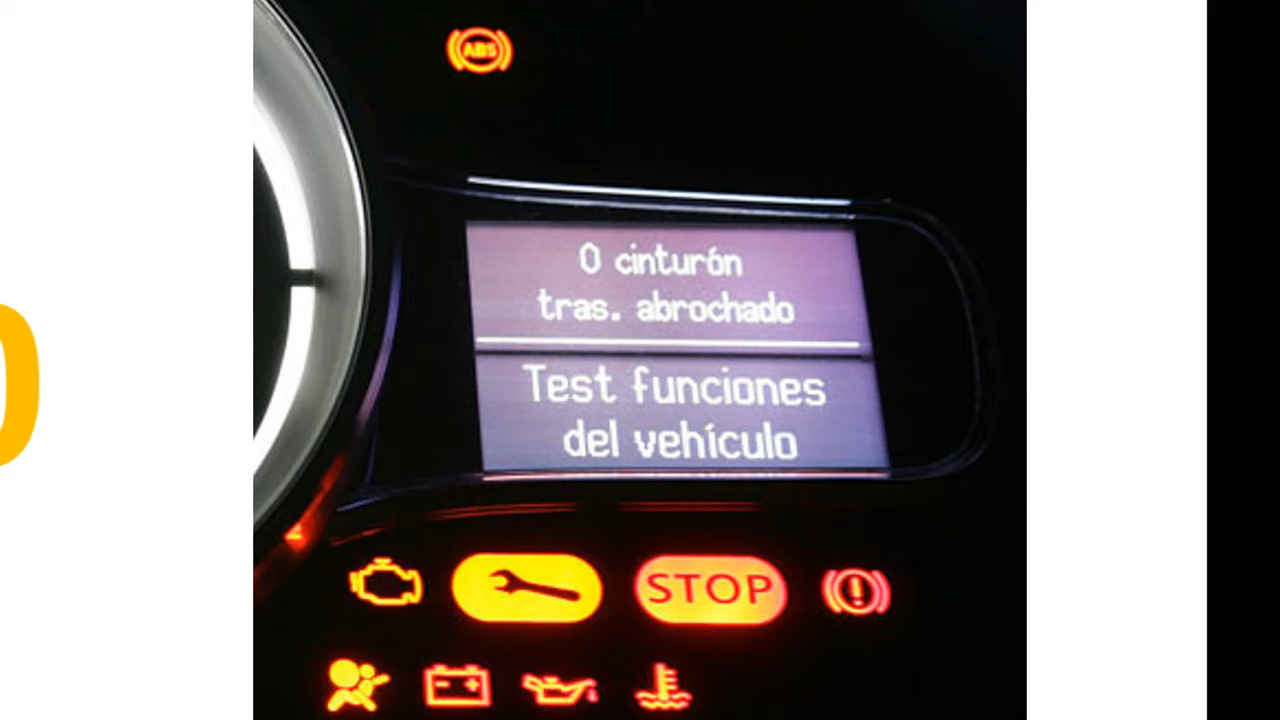 ABS
0 cinturón
tras. abrochado
Test funciones
del vehículo
STOP